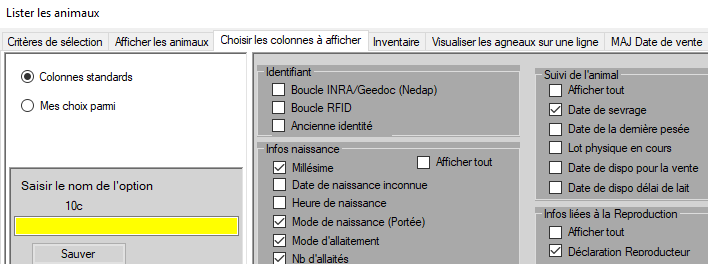 Lister les animaux
Critères de sélection Afficher les animaux Choisir les colonnes à afficher Inventaire Visualiser les agneaux sur une ligne MAJ Date de vente
Colonnes standards
Mes choix parmi
Saisir le nom de l'option
10c
Sauver
Identifiant
Boucle INRA/Geedoc (Nedap)
Boucle RFID
Ancienne identité
Infos naissance
Millésime
Afficher tout
Date de naissance inconnue
Heure de naissance
Mode de naissance (Portée)
Mode d'allaitement
Nb d'allaités
Suivi de l'animal
Afficher tout
Date de sevrage
Date de la dernière pesée
Lot physique en cours
Date de dispo pour la vente
Date de dispo délai de lait
Infos liées à la Reproduction
Afficher tout
Déclaration Reproducteur